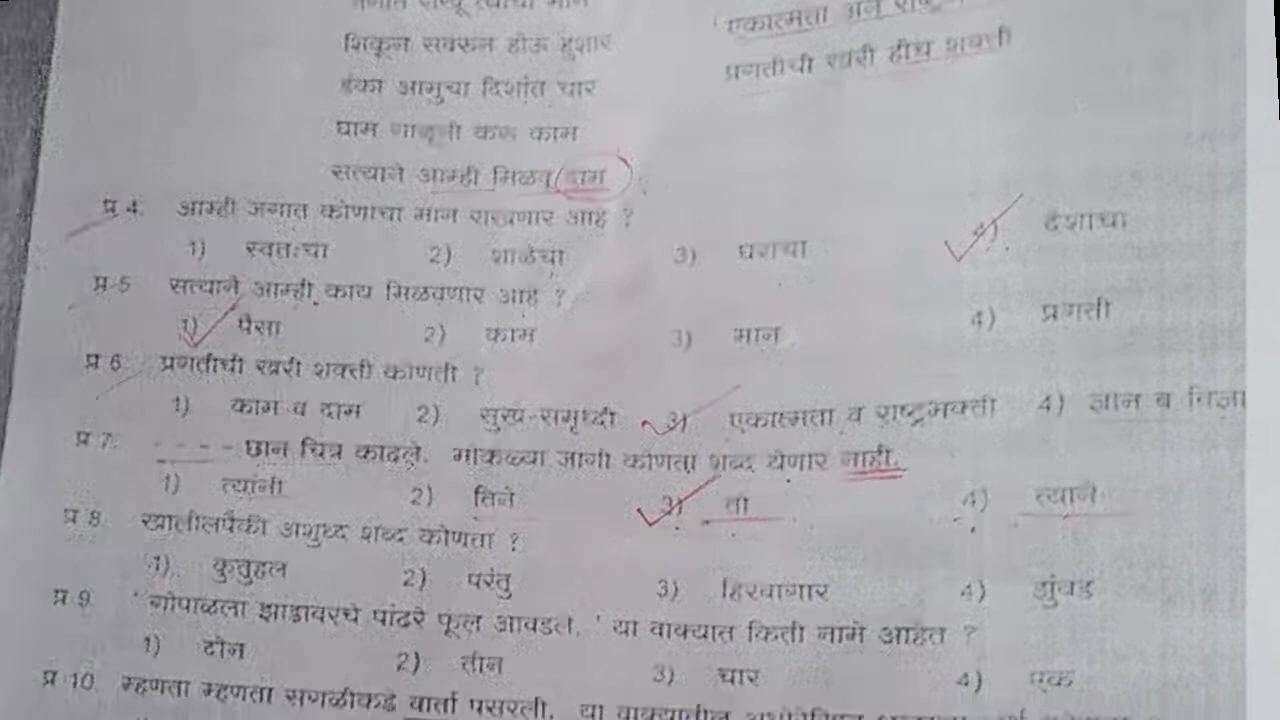 जगात राखू त्याचा मान
शिकून सवरून होऊ हुशार
डंका आमुचा दिशांत चार
घाम गाळूनी करू काम
सत्याने आम्ही मिळवू दाम
'एकात्मता अन
प्रगतीची खरी हीच शक्ती
प्र 4. आम्ही जगात कोणाचा मान राखणार आहे ?
1) स्वतःचा 2) शाळेचा 3) घराचा 4) देशाचा
प्र 5 सत्याने आम्ही काय मिळवणार आहे ?
1) पैसा 2) काम 3) मान 4) प्रगती
प्र 6 प्रगतीची खरी शक्ती कोणती ?
1) काम व दाम 2) सुख-समृध्दी 3) एकात्मता व राष्ट्रभक्ती 4) ज्ञान व विज्ञा
प्र 7. - - - - छान चित्र काढले. मोकळ्या जागी कोणता शब्द येणार नाही.
1) त्यांनी 2) तिने 3) ती 4) त्याने
प्र 8 खालीलपैकी अशुध्द शब्द कोणता ?
1) कुतुहल 2) परंतु 3) हिरवागार 4) झुंबड
प्र 9. 'गोपाळला झाडावरचे पांढरे फूल आवडते. ' या वाक्यात किती नामे आहेत ?
1) दोन 2) तीन 3) चार 4) एक
प्र 10. म्हणता म्हणता सगळीकडे वार्ता पसरली. या वाक्यातील